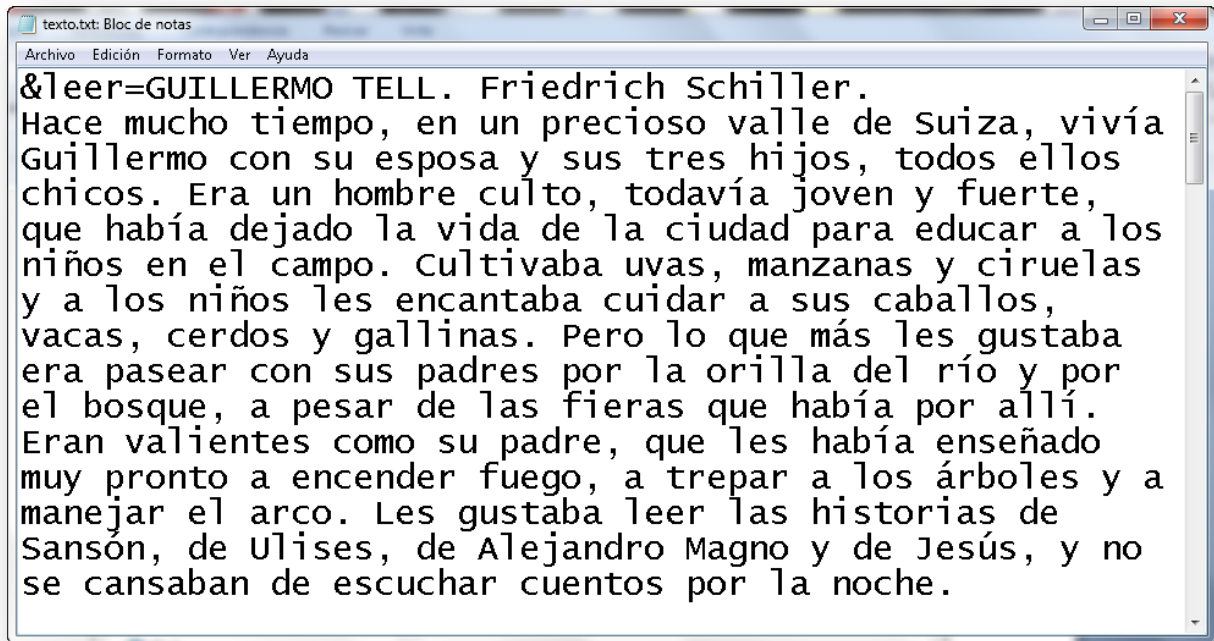 texto.txt: Bloc de notas
Archivo Edición Formato Ver Ayuda
&leer=GUILLERMO TELL. Friedrich Schiller.
Hace mucho tiempo, en un precioso valle de Suiza, vivía
Guillermo con su esposa y sus tres hijos, todos ellos
chicos. Era un hombre culto, todavía joven y fuerte,
que había dejado la vida de la ciudad para educar a los
niños en el campo. Cultivaba uvas, manzanas y ciruelas
y a los niños les encantaba cuidar a sus caballos,
vacas, cerdos y gallinas. Pero lo que más les gustaba
era pasear con sus padres por la orilla del río y por
el bosque, a pesar de las fieras que había por allí.
Eran valientes como su padre, que les había enseñado
muy pronto a encender fuego, a trepar a los árboles y a
manejar el arco. Les gustaba leer las historias de
Sansón, de Ulises, de Alejandro Magno y de Jesús, y no
se cansaban de escuchar cuentos por la noche.